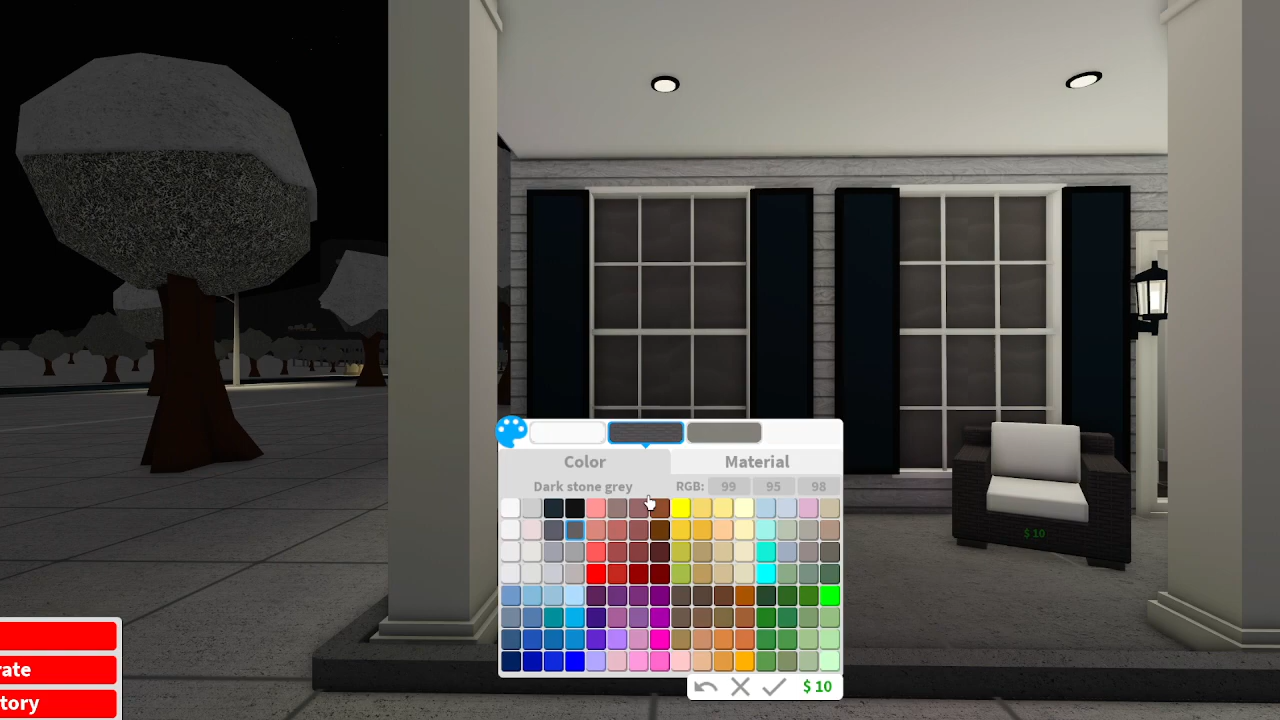 Color
Material
Dark stone grey
RGB: 99 95 98
$ 10
$ 10
rate
tory